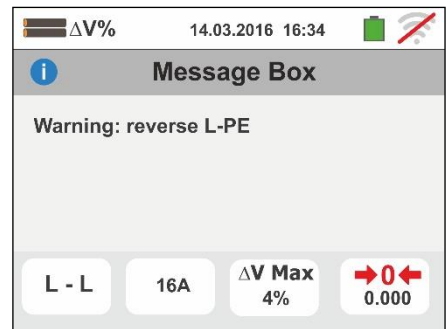 ΔV% 14.03.2016 16:34
i Message Box
Warning: reverse L-PE
L - L 16A ΔV Max 4% ➔0← 0.000